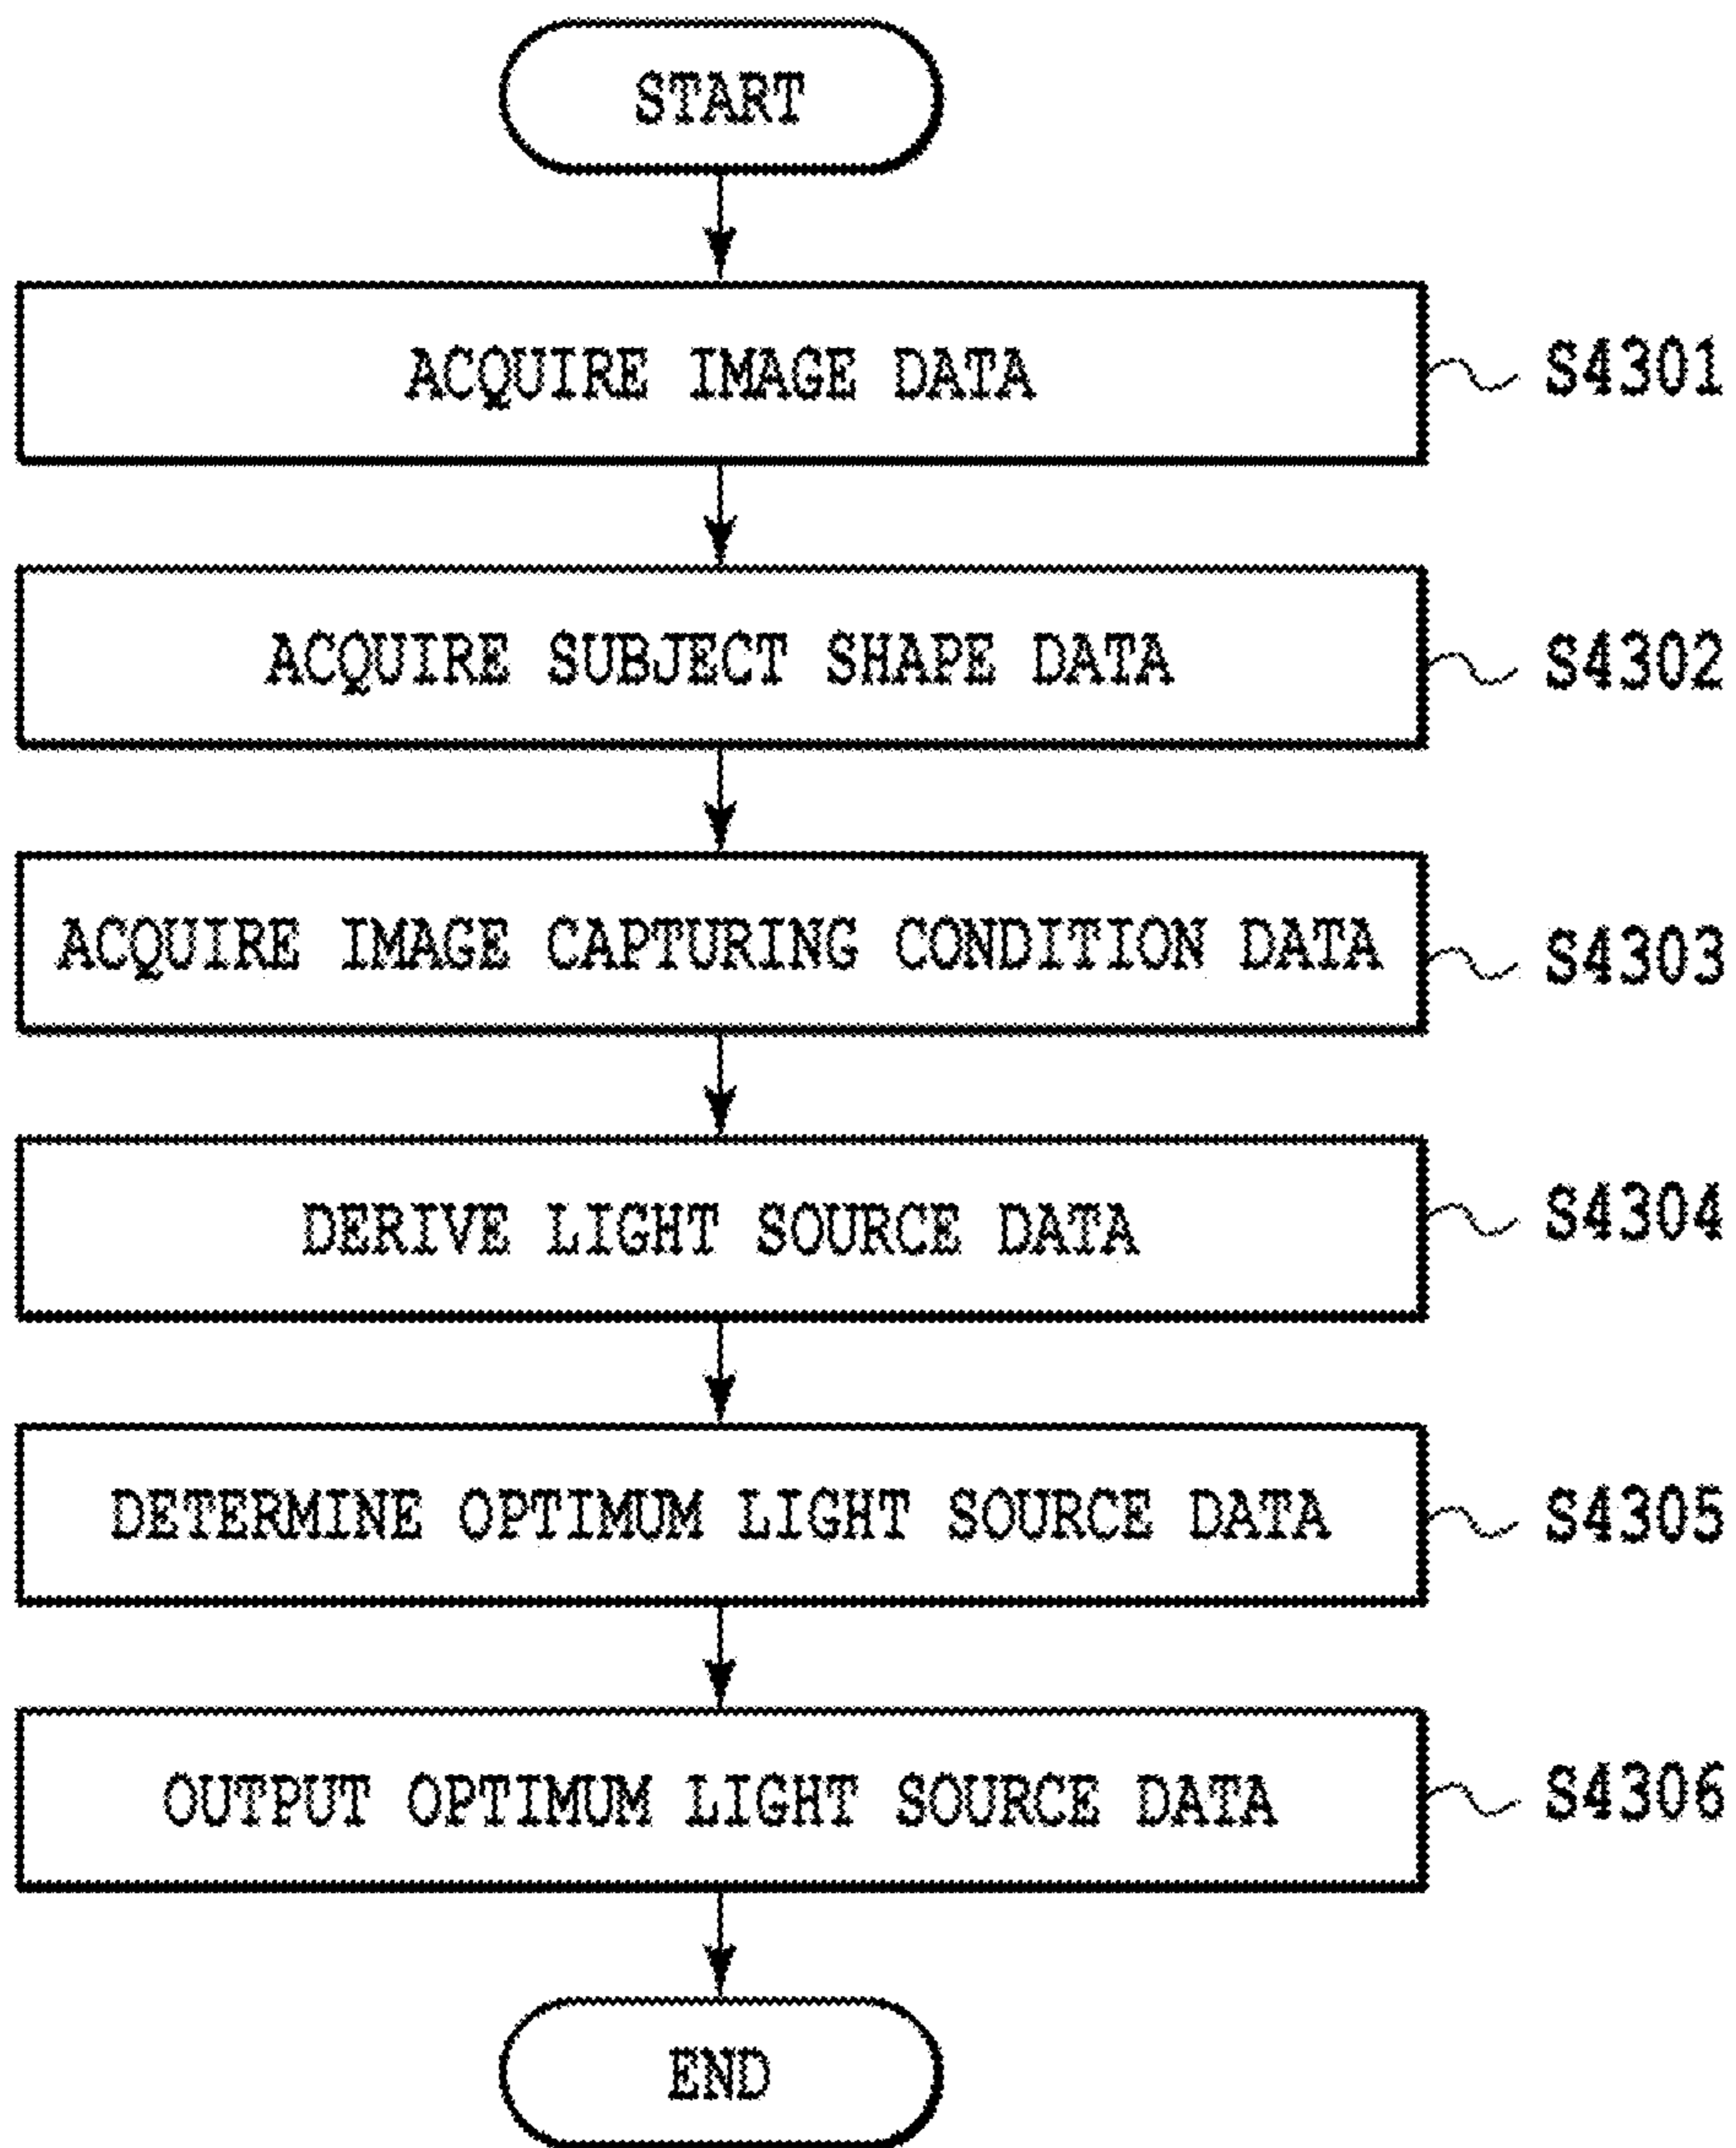 START
ACQUIRE IMAGE DATA
S4301
ACQUIRE SUBJECT SHAPE DATA
S4302
ACQUIRE IMAGE CAPTURING CONDITION DATA
S4303
DERIVE LIGHT SOURCE DATA
S4304
DETERMINE OPTIMUM LIGHT SOURCE DATA
S4305
OUTPUT OPTIMUM LIGHT SOURCE DATA
S4306
END